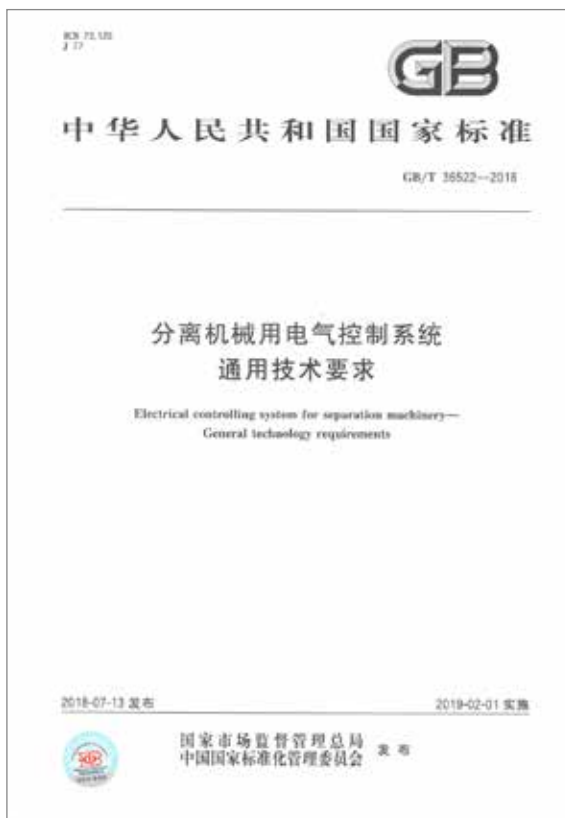 ICS 73.120
J 77
GB
中华人民共和国国家标准
GB/T 36522—2018
分离机械用电气控制系统
通用技术要求
Electrical controlling system for separation machinery—
General technology requirements
2018-07-13 发布
2019-02-01 实施
国家市场监督管理总局
中国国家标准化管理委员会 发布